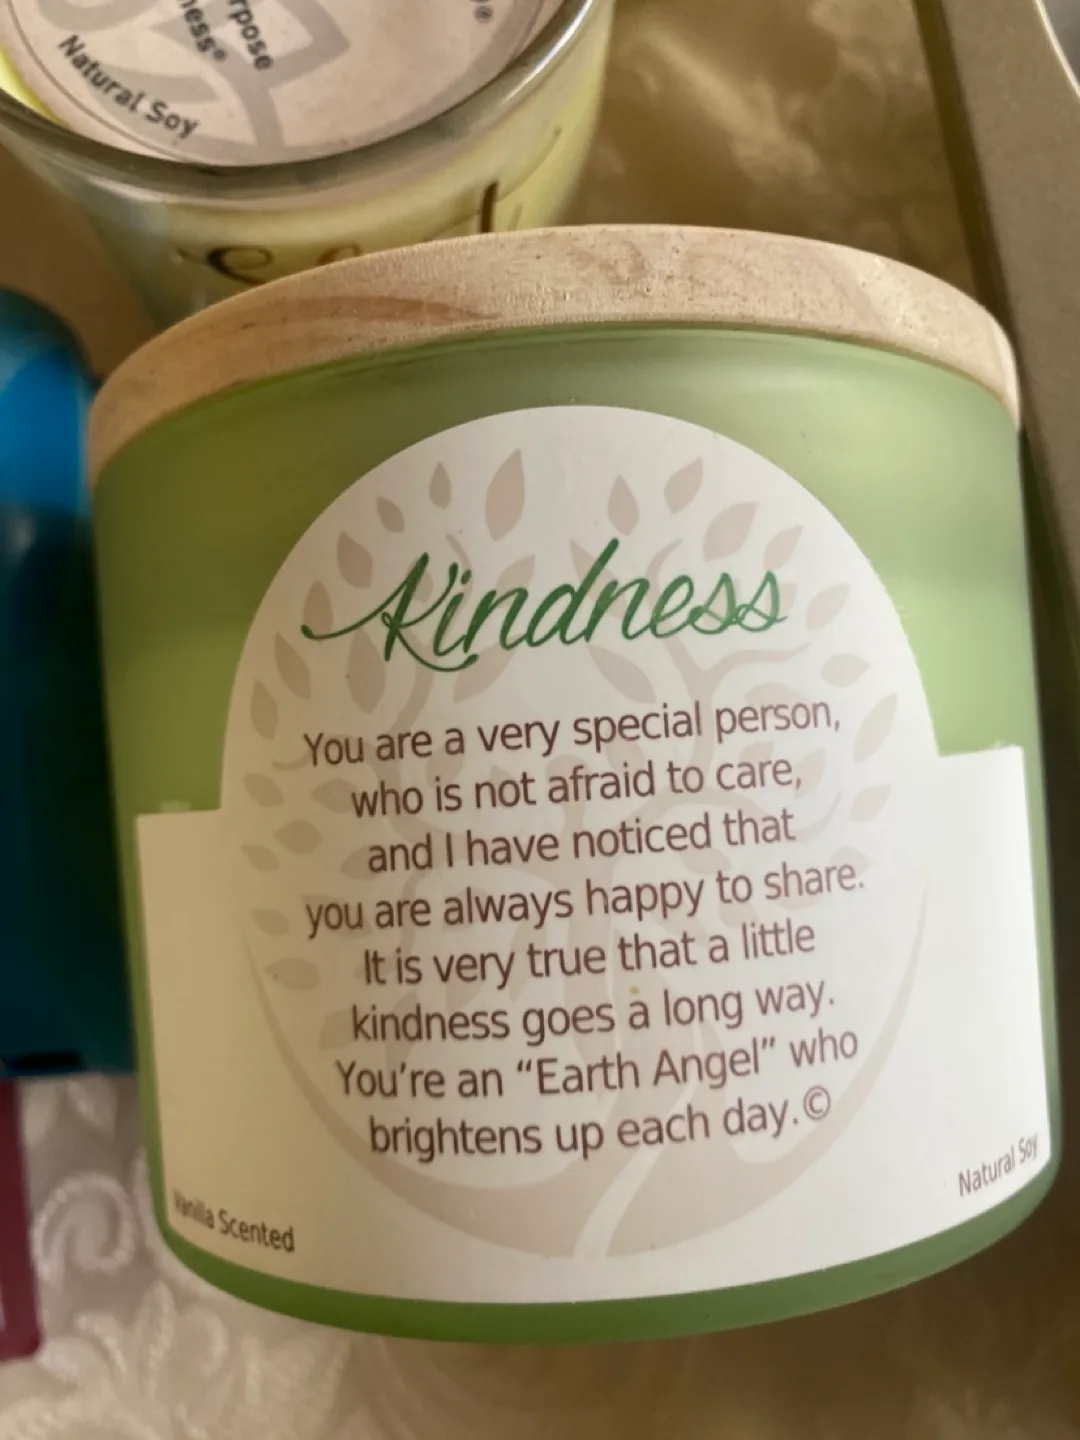 rpose
ness®
Natural Soy
Kindness
You are a very special person,
who is not afraid to care,
and I have noticed that
you are always happy to share.
It is very true that a little
kindness goes a long way.
You're an “Earth Angel” who
brightens up each day.©
Vanilla Scented
Natural Soy